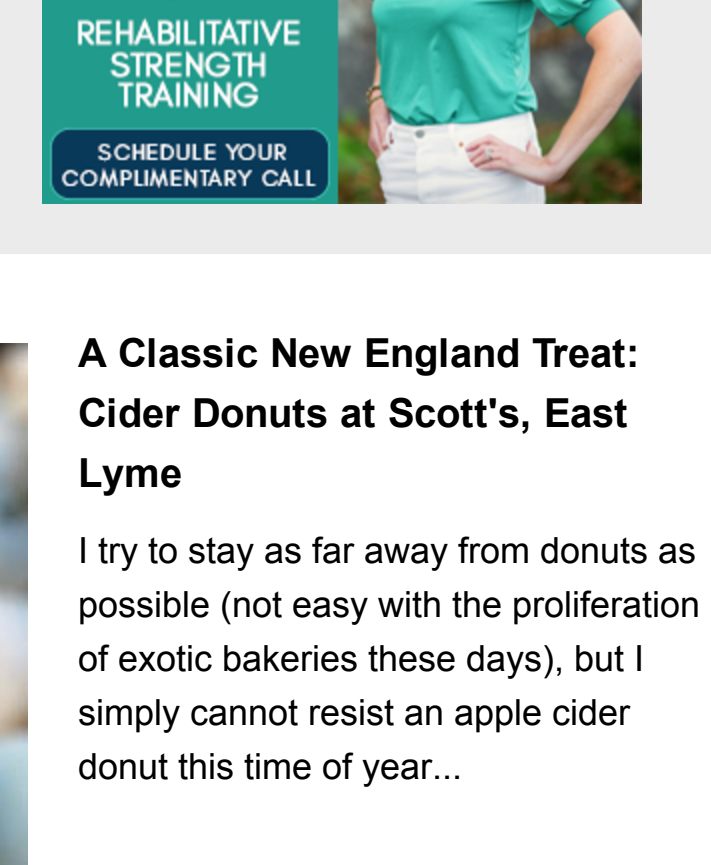 REHABILITATIVE
STRENGTH
TRAINING
SCHEDULE YOUR
COMPLIMENTARY CALL
A Classic New England Treat:
Cider Donuts at Scott's, East
Lyme
I try to stay as far away from donuts as
possible (not easy with the proliferation
of exotic bakeries these days), but I
simply cannot resist an apple cider
donut this time of year...